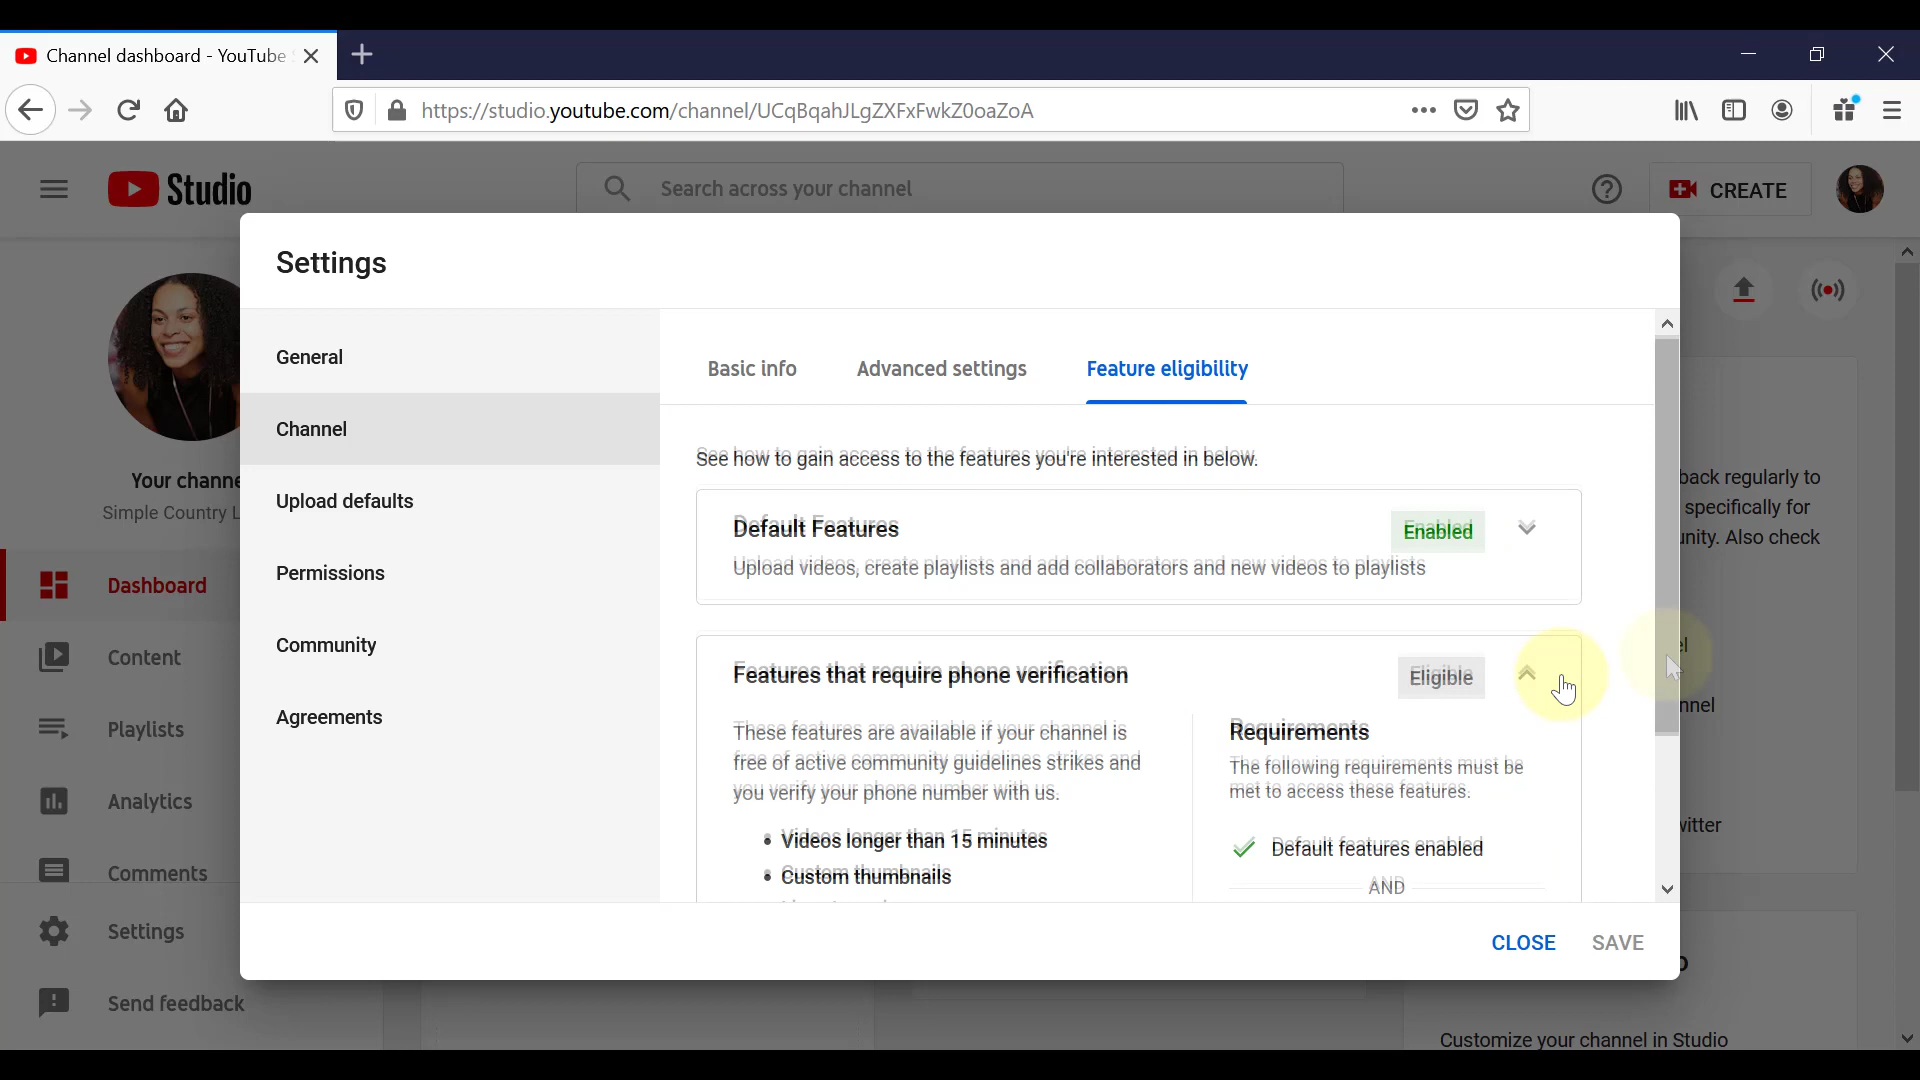 Channel dashboard - YouTube
https://studio.youtube.com/channel/UCqBqahJLgZXFxFwkZ0oaZoA
Studio
Search across your channel
CREATE
Settings
General
Channel
Upload defaults
Permissions
Community
Agreements
Basic info
Advanced settings
Feature eligibility
See how to gain access to the features you're interested in below.
Default Features
Enabled
Upload videos, create playlists and add collaborators and new videos to playlists
Features that require phone verification
Eligible
These features are available if your channel is
free of active community guidelines strikes and
you verify your phone number with us.
• Videos longer than 15 minutes
• Custom thumbnails
Requirements
The following requirements must be
met to access these features.
Default features enabled
AND
CLOSE
SAVE
Your channe
Simple Country L
Dashboard
Content
Playlists
Analytics
Comments
Settings
Send feedback
back regularly to
specifically for
unity. Also check
el
nnel
witter
o
Customize your channel in Studio